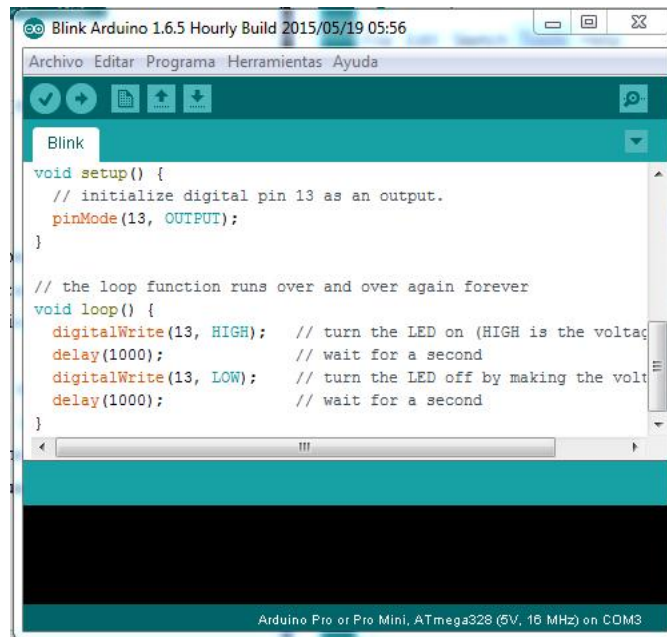 Blink Arduino 1.6.5 Hourly Build 2015/05/19 05:56
Archivo Editar Programa Herramientas Ayuda
Blink
void setup() {
  // initialize digital pin 13 as an output.
  pinMode(13, OUTPUT);
}
// the loop function runs over and over again forever
void loop() {
  digitalWrite(13, HIGH);   // turn the LED on (HIGH is the voltag
  delay(1000);              // wait for a second
  digitalWrite(13, LOW);    // turn the LED off by making the volt
  delay(1000);              // wait for a second
}
Arduino Pro or Pro Mini, ATmega328 (5V, 16 MHz) on COM3